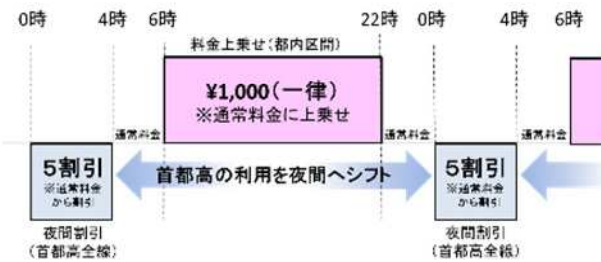 0時 4時 6時 22時 0時 4時 6時
料金上乗せ(都内区間)
¥1,000(一律)
※通常料金に上乗せ
通常料金 通常料金 通常料金
5割引
※通常料金
から割引
首都高の利用を夜間へシフト
5割引
※通常料金
から割引
夜間割引
(首都高全線)
夜間割引
(首都高全線)